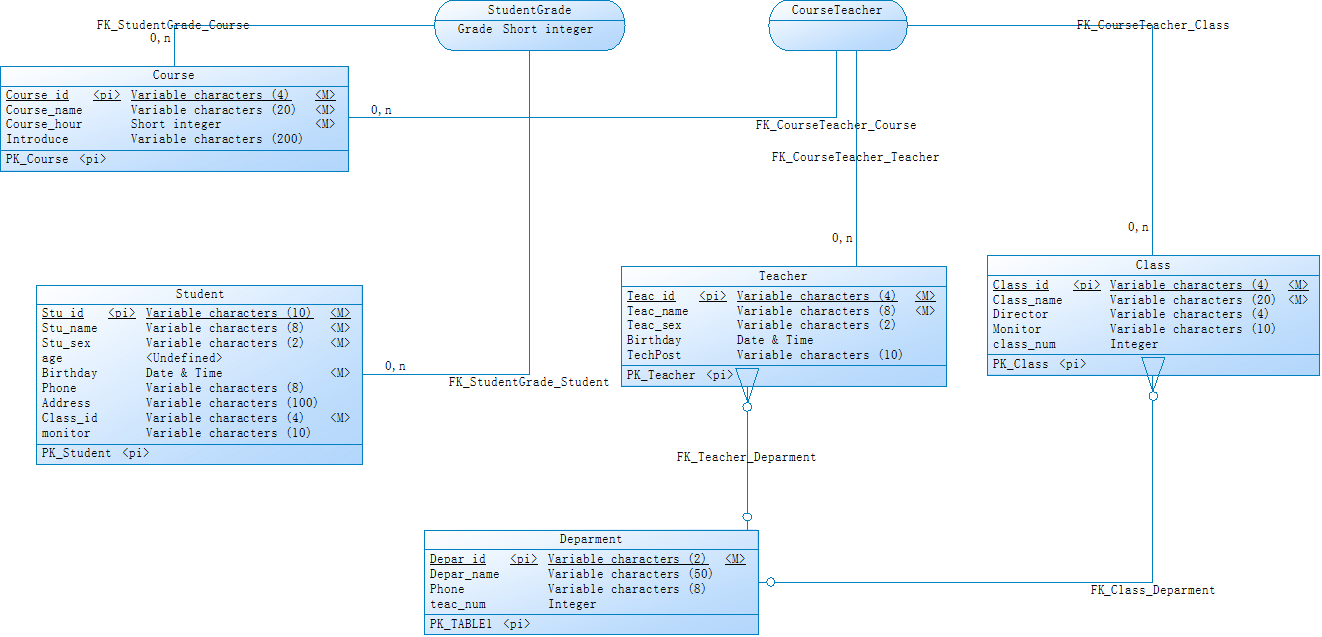 StudentGrade
Grade Short integer
CourseTeacher
FK_StudentGrade_Course
0,n
FK_CourseTeacher_Class
Course
Course_id <pi> Variable characters (4) <M>
Course_name Variable characters (20) <M>
Course_hour Short integer <M>
Introduce Variable characters (200)
PK_Course <pi>
0,n
FK_CourseTeacher_Course
FK_CourseTeacher_Teacher
0,n
0,n
Student
Stu_id <pi> Variable characters (10) <M>
Stu_name Variable characters (8) <M>
Stu_sex Variable characters (2) <M>
age <Undefined>
Birthday Date & Time <M>
Phone Variable characters (8)
Address Variable characters (100)
Class_id Variable characters (4) <M>
monitor Variable characters (10)
PK_Student <pi>
0,n
FK_StudentGrade_Student
Teacher
Teac_id <pi> Variable characters (4) <M>
Teac_name Variable characters (8) <M>
Teac_sex Variable characters (2)
Birthday Date & Time
TechPost Variable characters (10)
PK_Teacher <pi>
Class
Class_id <pi> Variable characters (4) <M>
Class_name Variable characters (20) <M>
Director Variable characters (4)
Monitor Variable characters (10)
class_num Integer
PK_Class <pi>
FK_Teacher_Deparment
Deparment
Depar_id <pi> Variable characters (2) <M>
Depar_name Variable characters (50)
Phone Variable characters (8)
teac_num Integer
PK_TABLE1 <pi>
FK_Class_Deparment